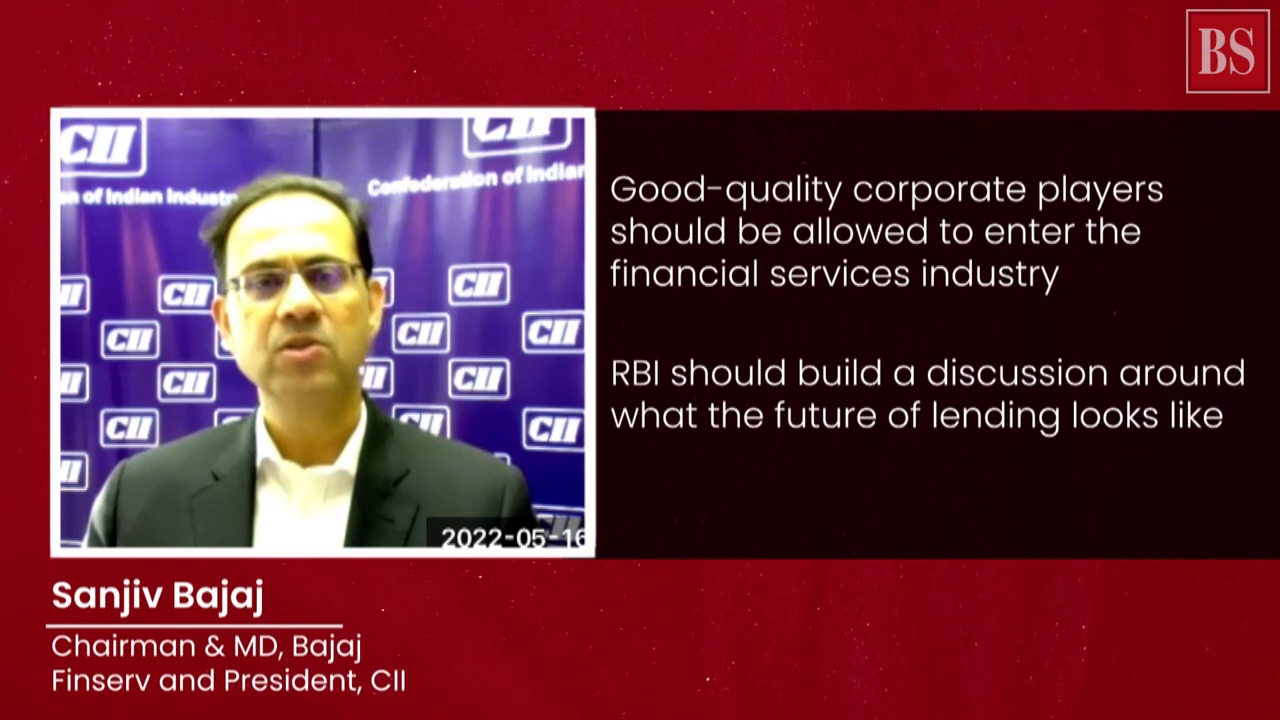 BS
CII
CII
on of Indian Industr
Confederation of Indian
CII
CII
CII
CII
CII
CII
CII
CII
CII
2022-05-16
Good-quality corporate players
should be allowed to enter the
financial services industry
RBI should build a discussion around
what the future of lending looks like
Sanjiv Bajaj
Chairman & MD, Bajaj
Finserv and President, CII